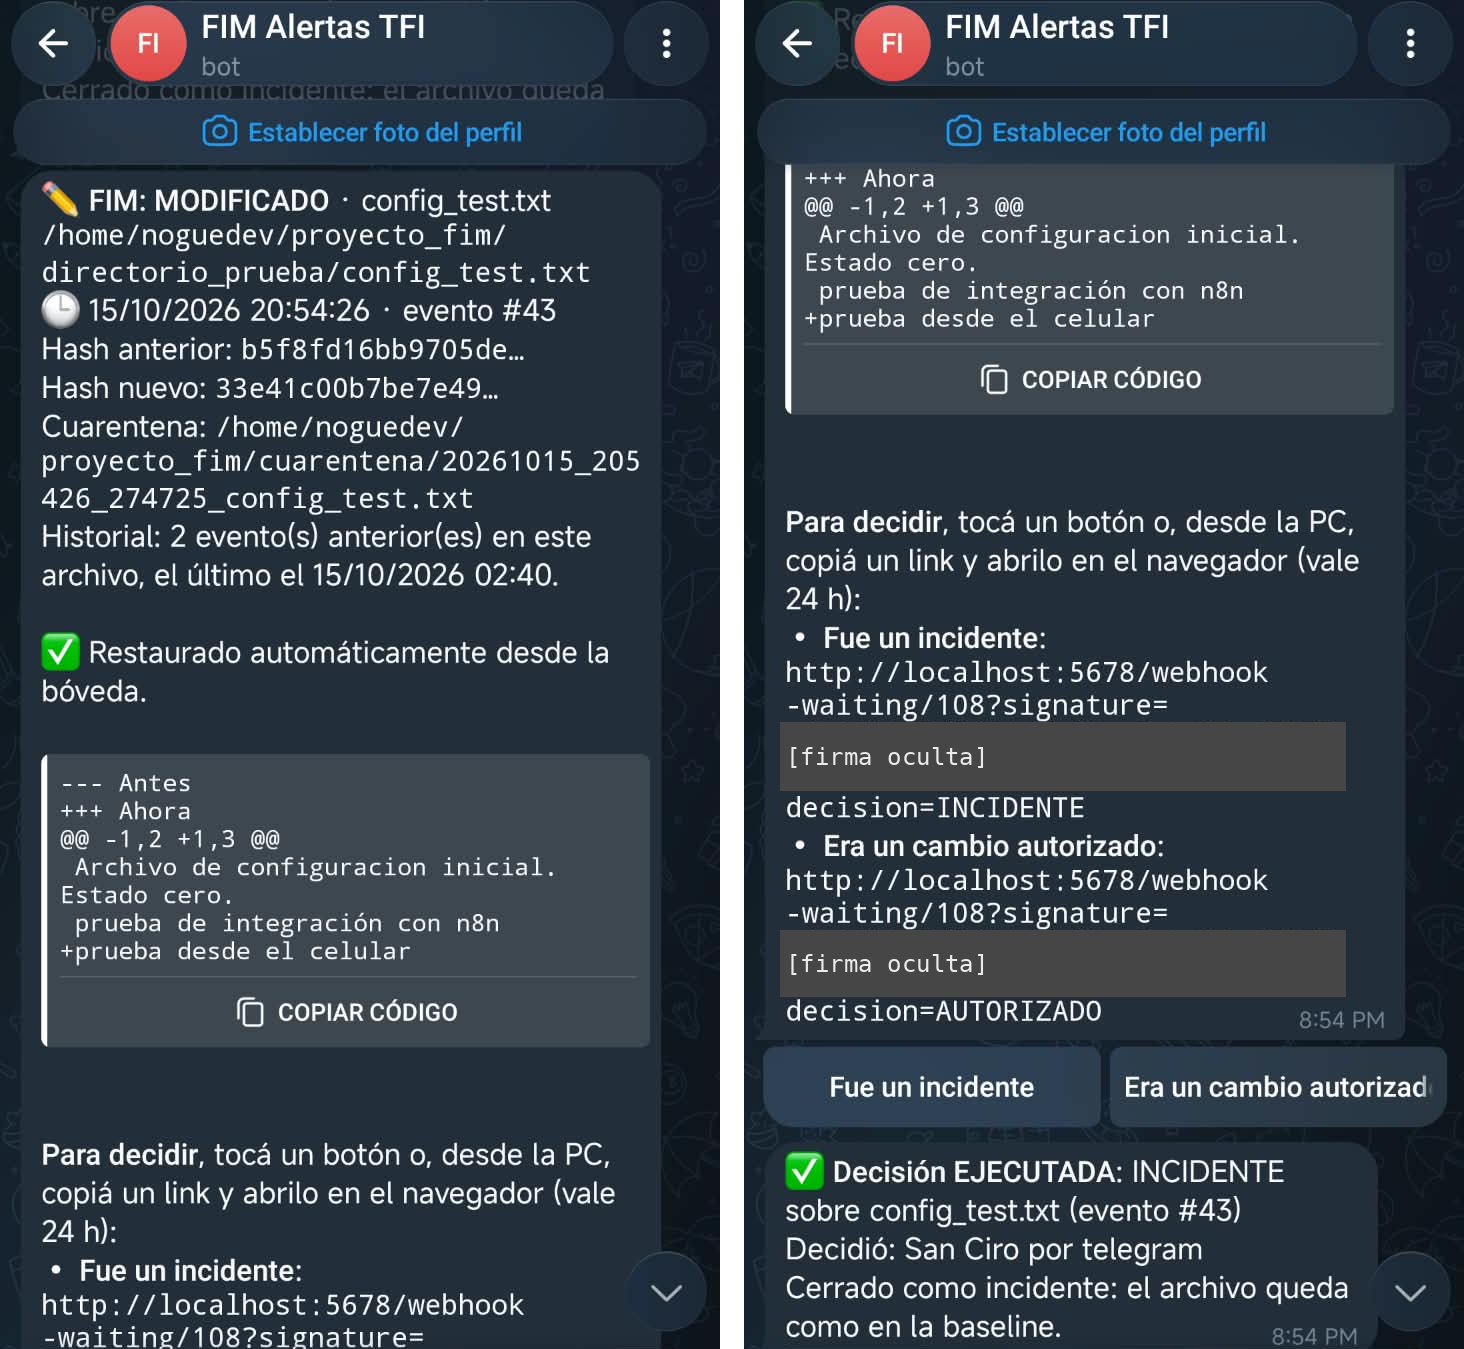 FI
FIM Alertas TFI
bot
Cerrado como incidente: el archivo queda
Establecer foto del perfil
✏️ FIM: MODIFICADO · config_test.txt
/home/noguedev/proyecto_fim/
directorio_prueba/config_test.txt
🕒 15/10/2026 20:54:26 · evento #43
Hash anterior: b5f8fd16bb9705de…
Hash nuevo: 33e41c00b7be7e49…
Cuarentena: /home/noguedev/
proyecto_fim/cuarentena/20261015_205
426_274725_config_test.txt
Historial: 2 evento(s) anterior(es) en este
archivo, el último el 15/10/2026 02:40.
✅ Restaurado automáticamente desde la
bóveda.
--- Antes
+++ Ahora
@@ -1,2 +1,3 @@
 Archivo de configuracion inicial.
Estado cero.
 prueba de integración con n8n
+prueba desde el celular
COPIAR CÓDIGO
Para decidir, tocá un botón o, desde la PC,
copiá un link y abrilo en el navegador (vale
24 h):
• Fue un incidente:
http://localhost:5678/webhook
-waiting/108?signature=
FI
FIM Alertas TFI
bot
Establecer foto del perfil
+++ Ahora
@@ -1,2 +1,3 @@
 Archivo de configuracion inicial.
Estado cero.
 prueba de integración con n8n
+prueba desde el celular
COPIAR CÓDIGO
Para decidir, tocá un botón o, desde la PC,
copiá un link y abrilo en el navegador (vale
24 h):
• Fue un incidente:
http://localhost:5678/webhook
-waiting/108?signature=
[firma oculta]
decision=INCIDENTE
• Era un cambio autorizado:
http://localhost:5678/webhook
-waiting/108?signature=
[firma oculta]
decision=AUTORIZADO
8:54 PM
Fue un incidente
Era un cambio autorizad
✅ Decisión EJECUTADA: INCIDENTE
sobre config_test.txt (evento #43)
Decidió: San Ciro por telegram
Cerrado como incidente: el archivo queda
como en la baseline.
8:54 PM